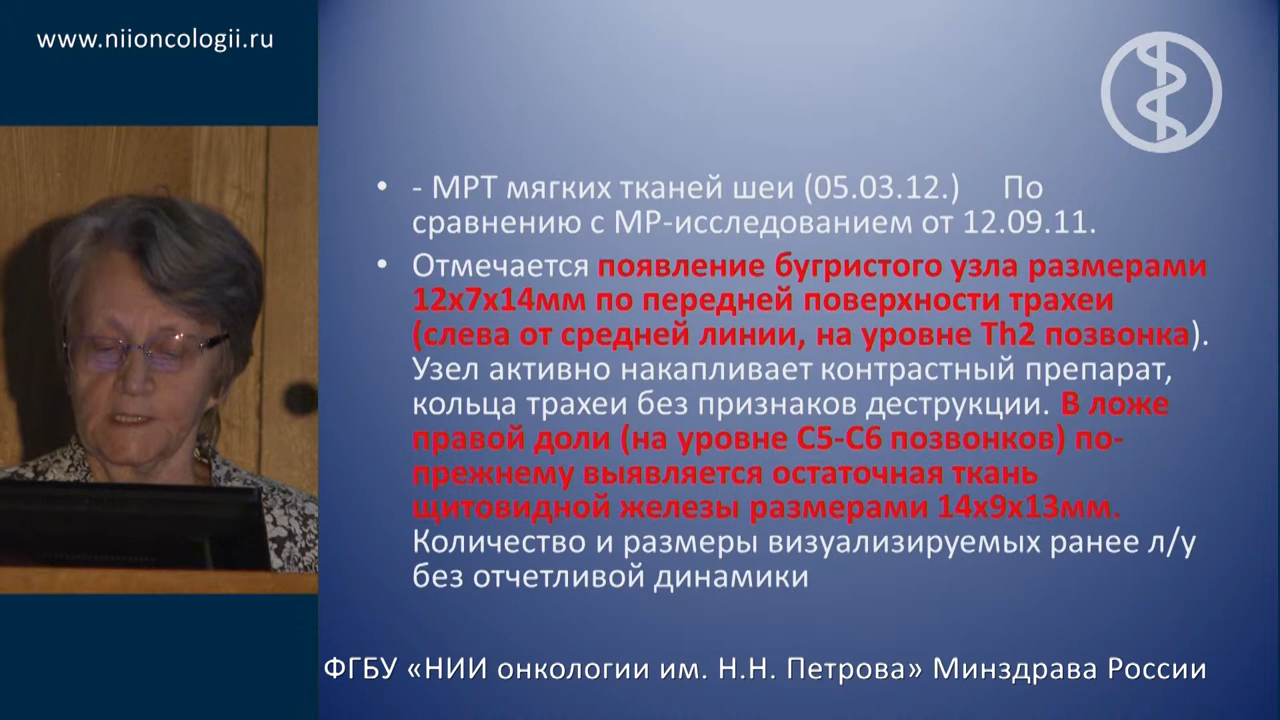 www.niioncologii.ru
• - МРТ мягких тканей шеи (05.03.12.) По
сравнению с МР-исследованием от 12.09.11.
• Отмечается появление бугристого узла размерами
12х7х14мм по передней поверхности трахеи
(слева от средней линии, на уровне Th2 позвонка).
Узел активно накапливает контрастный препарат,
кольца трахеи без признаков деструкции. В ложе
правой доли (на уровне С5-С6 позвонков) по-
прежнему выявляется остаточная ткань
щитовидной железы размерами 14х9х13мм.
Количество и размеры визуализируемых ранее л/у
без отчетливой динамики
ФГБУ «НИИ онкологии им. Н.Н. Петрова» Минздрава России